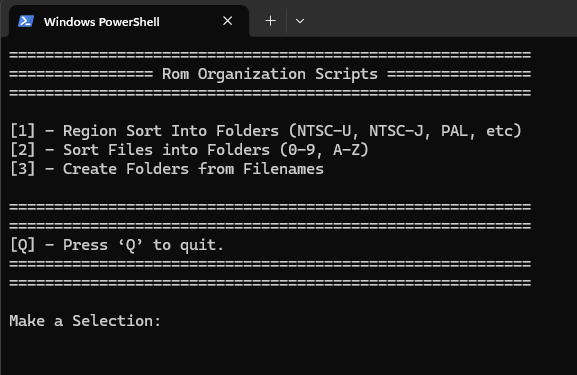 Windows PowerShell
==========================================================
================ Rom Organization Scripts ================
==========================================================
[1] - Region Sort Into Folders (NTSC-U, NTSC-J, PAL, etc)
[2] - Sort Files into Folders (0-9, A-Z)
[3] - Create Folders from Filenames
==========================================================
==========================================================
[Q] - Press ‘Q’ to quit.
==========================================================
==========================================================
Make a Selection: